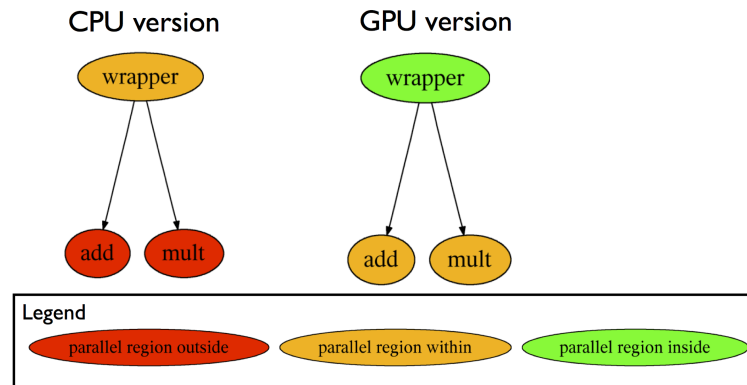 CPU version
GPU version
wrapper
wrapper
add
mult
add
mult
Legend
parallel region outside
parallel region within
parallel region inside